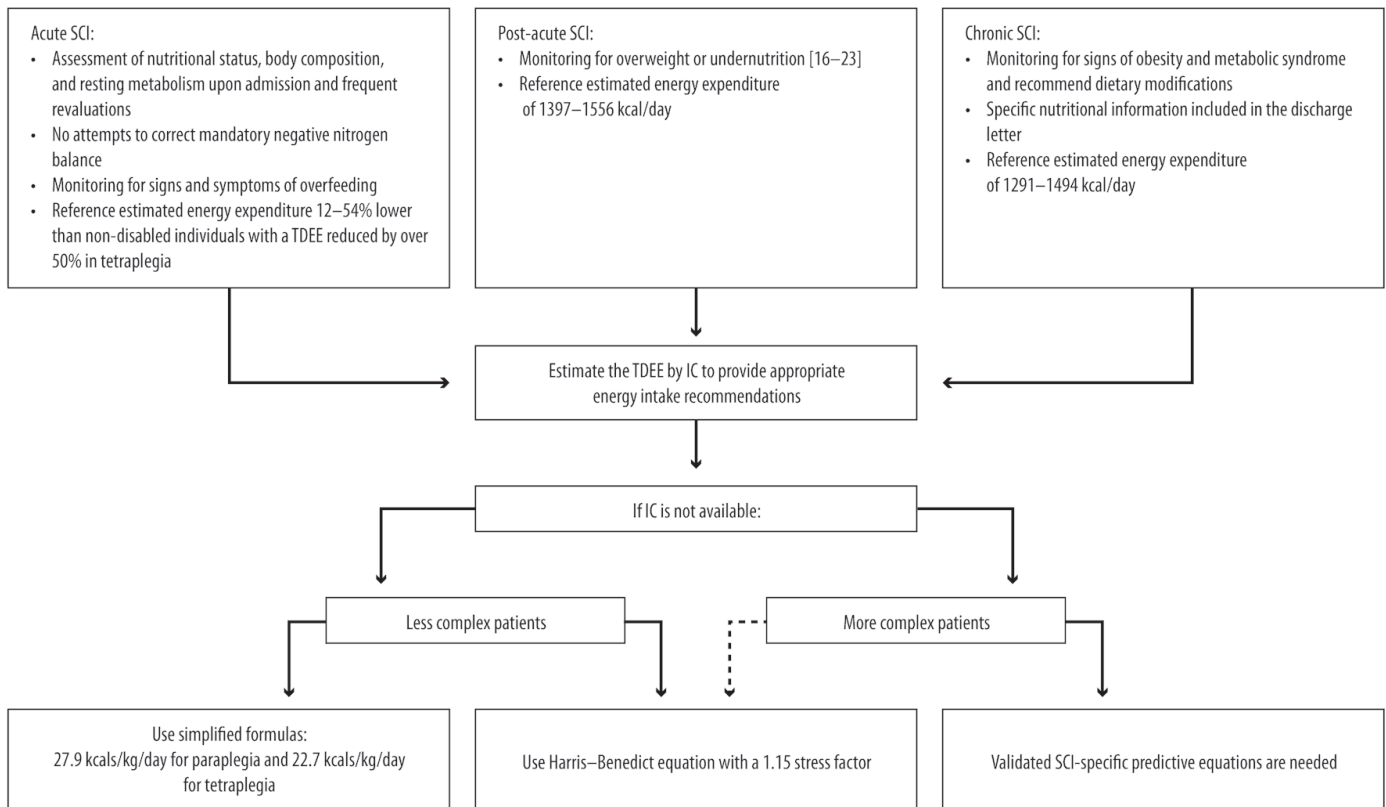 Acute SCI:
• Assessment of nutritional status, body composition,
and resting metabolism upon admission and frequent
revaluations
• No attempts to correct mandatory negative nitrogen
balance
• Monitoring for signs and symptoms of overfeeding
• Reference estimated energy expenditure 12–54% lower
than non-disabled individuals with a TDEE reduced by over
50% in tetraplegia
Post-acute SCI:
• Monitoring for overweight or undernutrition [16–23]
• Reference estimated energy expenditure
of 1397–1556 kcal/day
Chronic SCI:
• Monitoring for signs of obesity and metabolic syndrome
and recommend dietary modifications
• Specific nutritional information included in the discharge
letter
• Reference estimated energy expenditure
of 1291–1494 kcal/day
Estimate the TDEE by IC to provide appropriate
energy intake recommendations
If IC is not available:
Less complex patients
More complex patients
Use simplified formulas:
27.9 kcals/kg/day for paraplegia and 22.7 kcals/kg/day
for tetraplegia
Use Harris–Benedict equation with a 1.15 stress factor
Validated SCI-specific predictive equations are needed